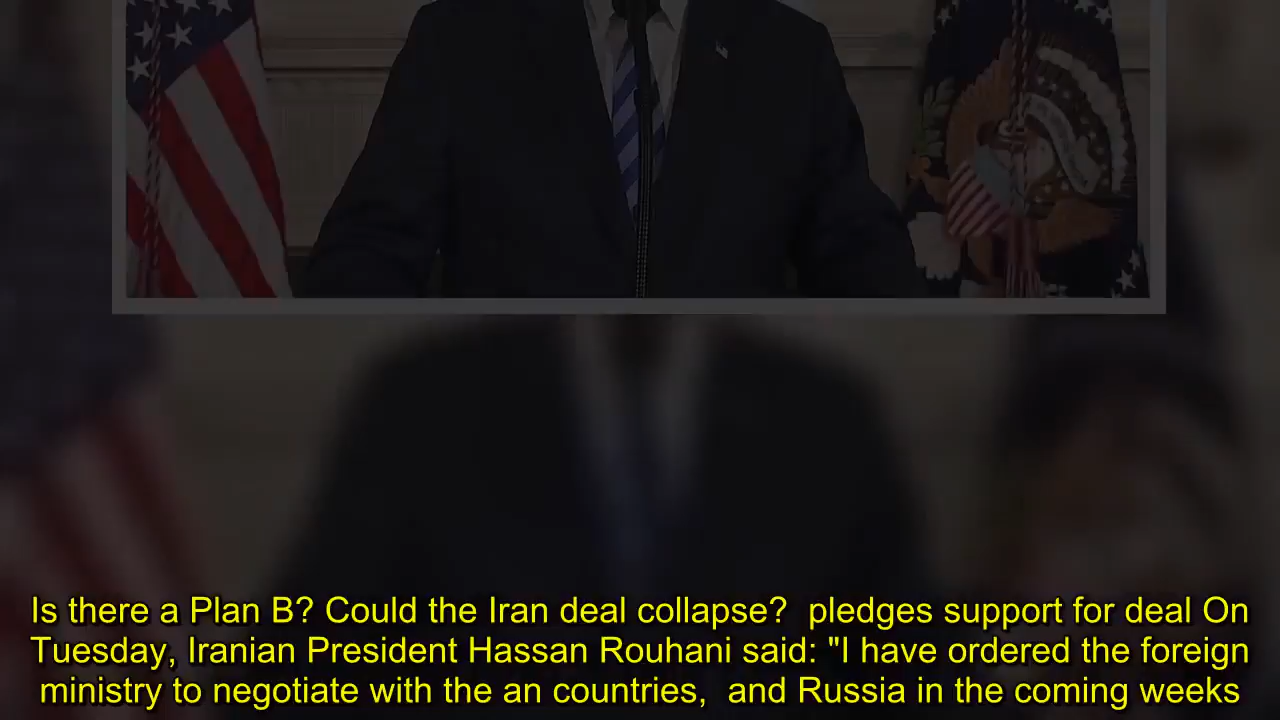 Is there a Plan B? Could the Iran deal collapse?  pledges support for deal On
Tuesday, Iranian President Hassan Rouhani said: "I have ordered the foreign
ministry to negotiate with the an countries,  and Russia in the coming weeks